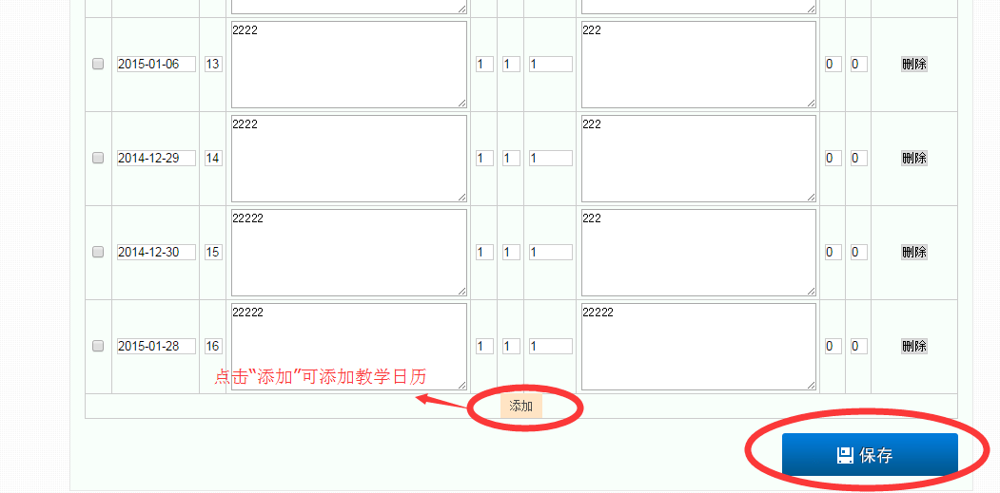 2015-01-06 13 2222 1 1 1 222 0 0 删除
2014-12-29 14 2222 1 1 1 222 0 0 删除
2014-12-30 15 22222 1 1 1 222 0 0 删除
2015-01-28 16 22222 1 1 1 22222 0 0 删除
点击“添加”可添加教学日历
添加
保存